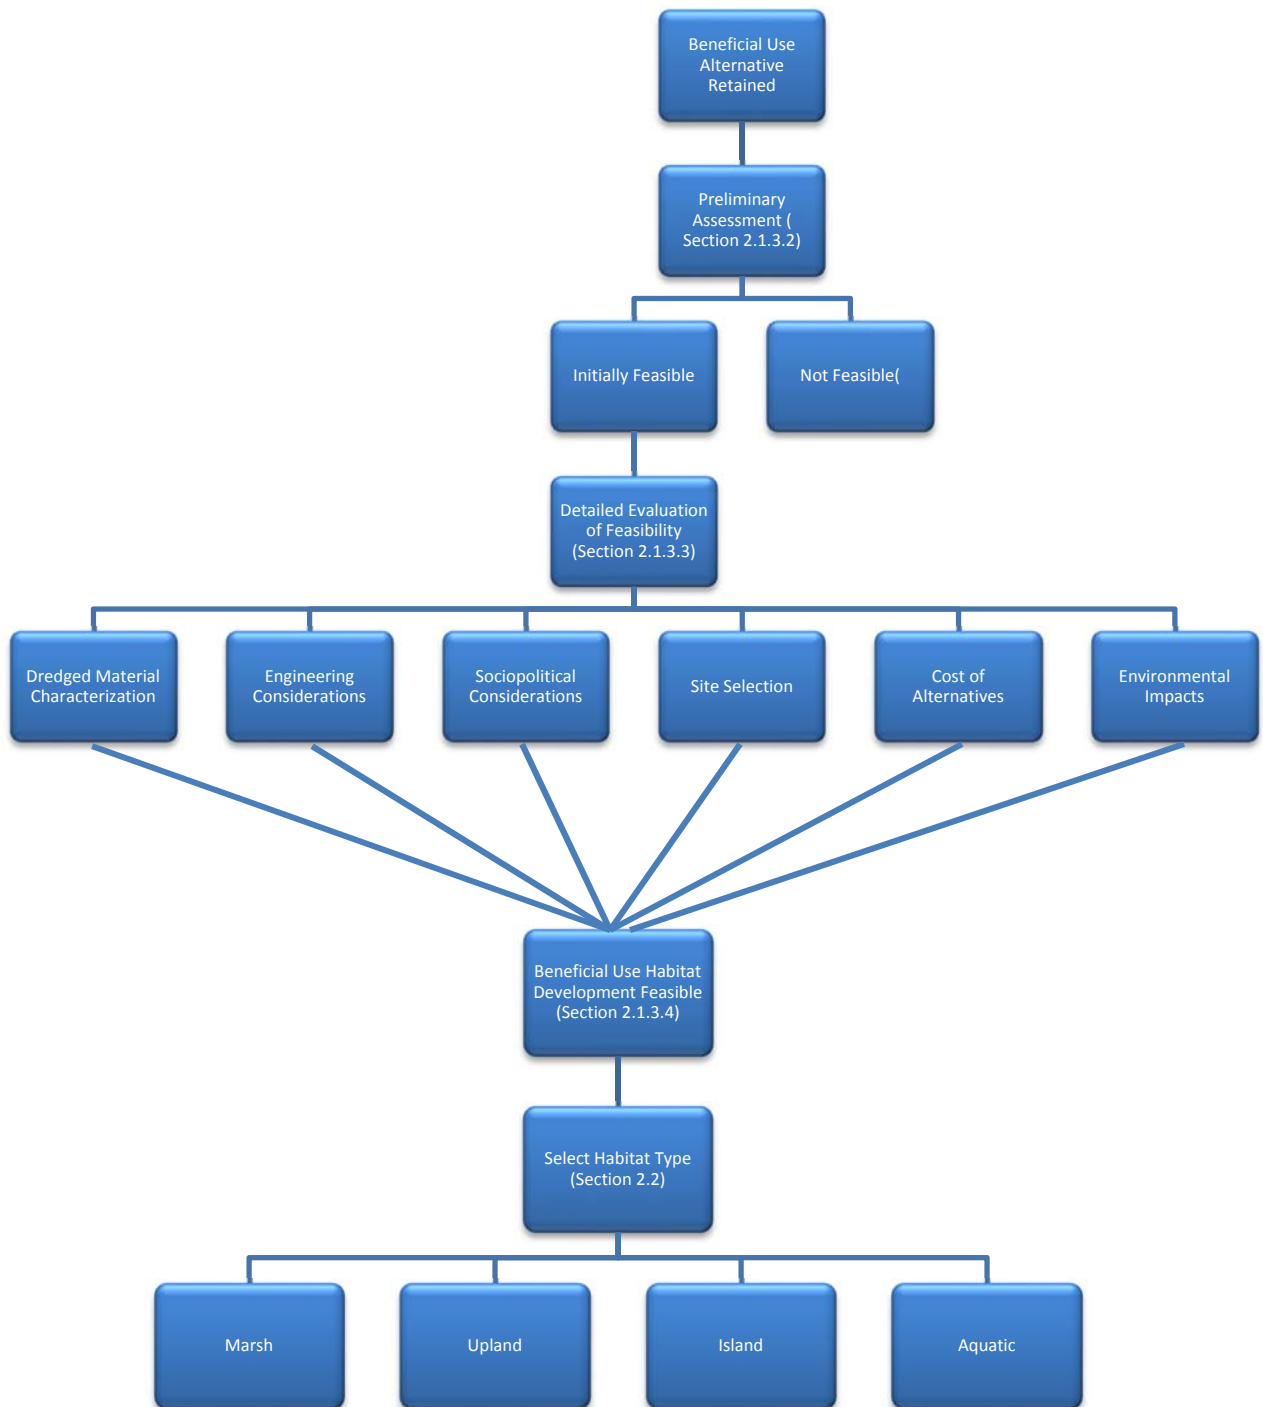 Beneficial Use
Alternative
Retained
Preliminary
Assessment (
Section 2.1.3.2)
Initially Feasible
Not Feasible(
Detailed Evaluation
of Feasibility
(Section 2.1.3.3)
Dredged Material
Characterization
Engineering
Considerations
Sociopolitical
Considerations
Site Selection
Cost of
Alternatives
Environmental
Impacts
Beneficial Use Habitat
Development Feasible
(Section 2.1.3.4)
Select Habitat Type
(Section 2.2)
Marsh
Upland
Island
Aquatic